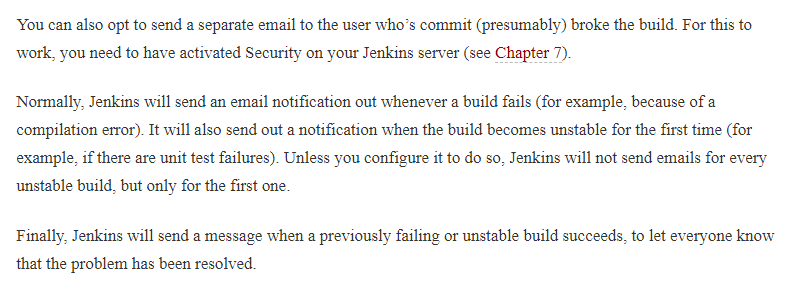 You can also opt to send a separate email to the user who’s commit (presumably) broke the build. For this to
work, you need to have activated Security on your Jenkins server (see Chapter 7).
Normally, Jenkins will send an email notification out whenever a build fails (for example, because of a
compilation error). It will also send out a notification when the build becomes unstable for the first time (for
example, if there are unit test failures). Unless you configure it to do so, Jenkins will not send emails for every
unstable build, but only for the first one.
Finally, Jenkins will send a message when a previously failing or unstable build succeeds, to let everyone know
that the problem has been resolved.